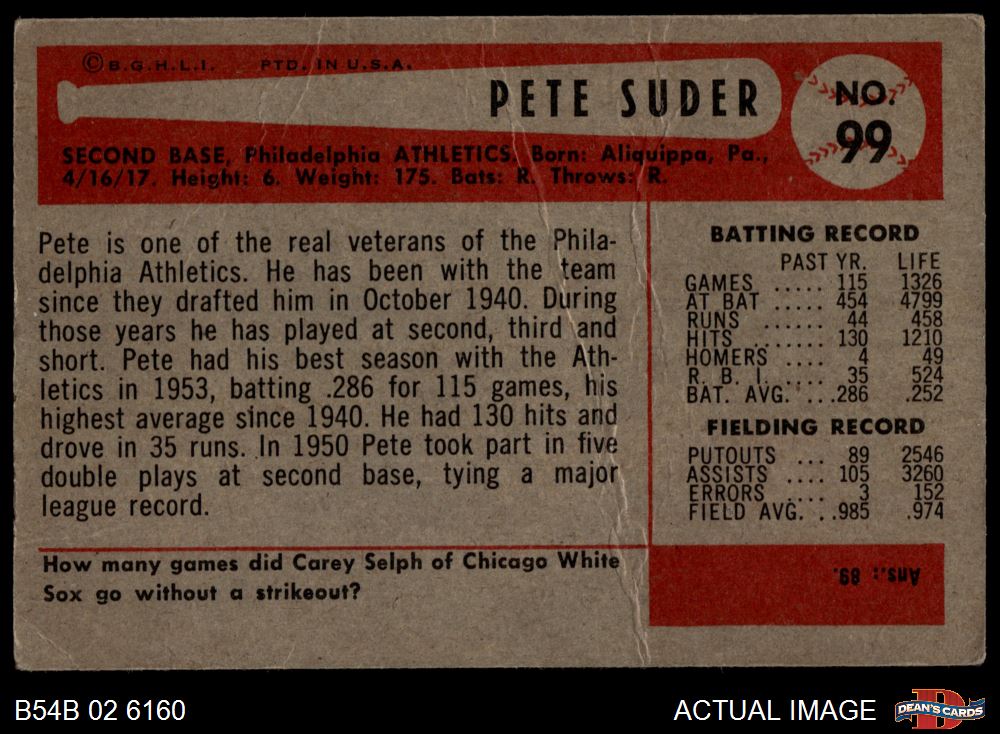 © B.G.H.L.I. PTD. IN U.S.A.
PETE SUDER
NO.
99
SECOND BASE, Philadelphia ATHLETICS. Born: Aliquippa, Pa.,
4/16/17. Height: 6. Weight: 175. Bats: R. Throws: R.
Pete is one of the real veterans of the Phila-
delphia Athletics. He has been with the team
since they drafted him in October 1940. During
those years he has played at second, third and
short. Pete had his best season with the Ath-
letics in 1953, batting .286 for 115 games, his
highest average since 1940. He had 130 hits and
drove in 35 runs. In 1950 Pete took part in five
double plays at second base, tying a major
league record.
BATTING RECORD
PAST YR. LIFE
GAMES ..... 115 1326
AT BAT ..... 454 4799
RUNS ...... 44 458
HITS ....... 130 1210
HOMERS .... 4 49
R. B. I. ..... 35 524
BAT. AVG. ...286 .252
FIELDING RECORD
PUTOUTS ... 89 2546
ASSISTS .... 105 3260
ERRORS .... 3 152
FIELD AVG. ..985 .974
How many games did Carey Selph of Chicago White
Sox go without a strikeout?
Ans.: 89.
B54B 02 6160
ACTUAL IMAGE
DEAN'S CARDS